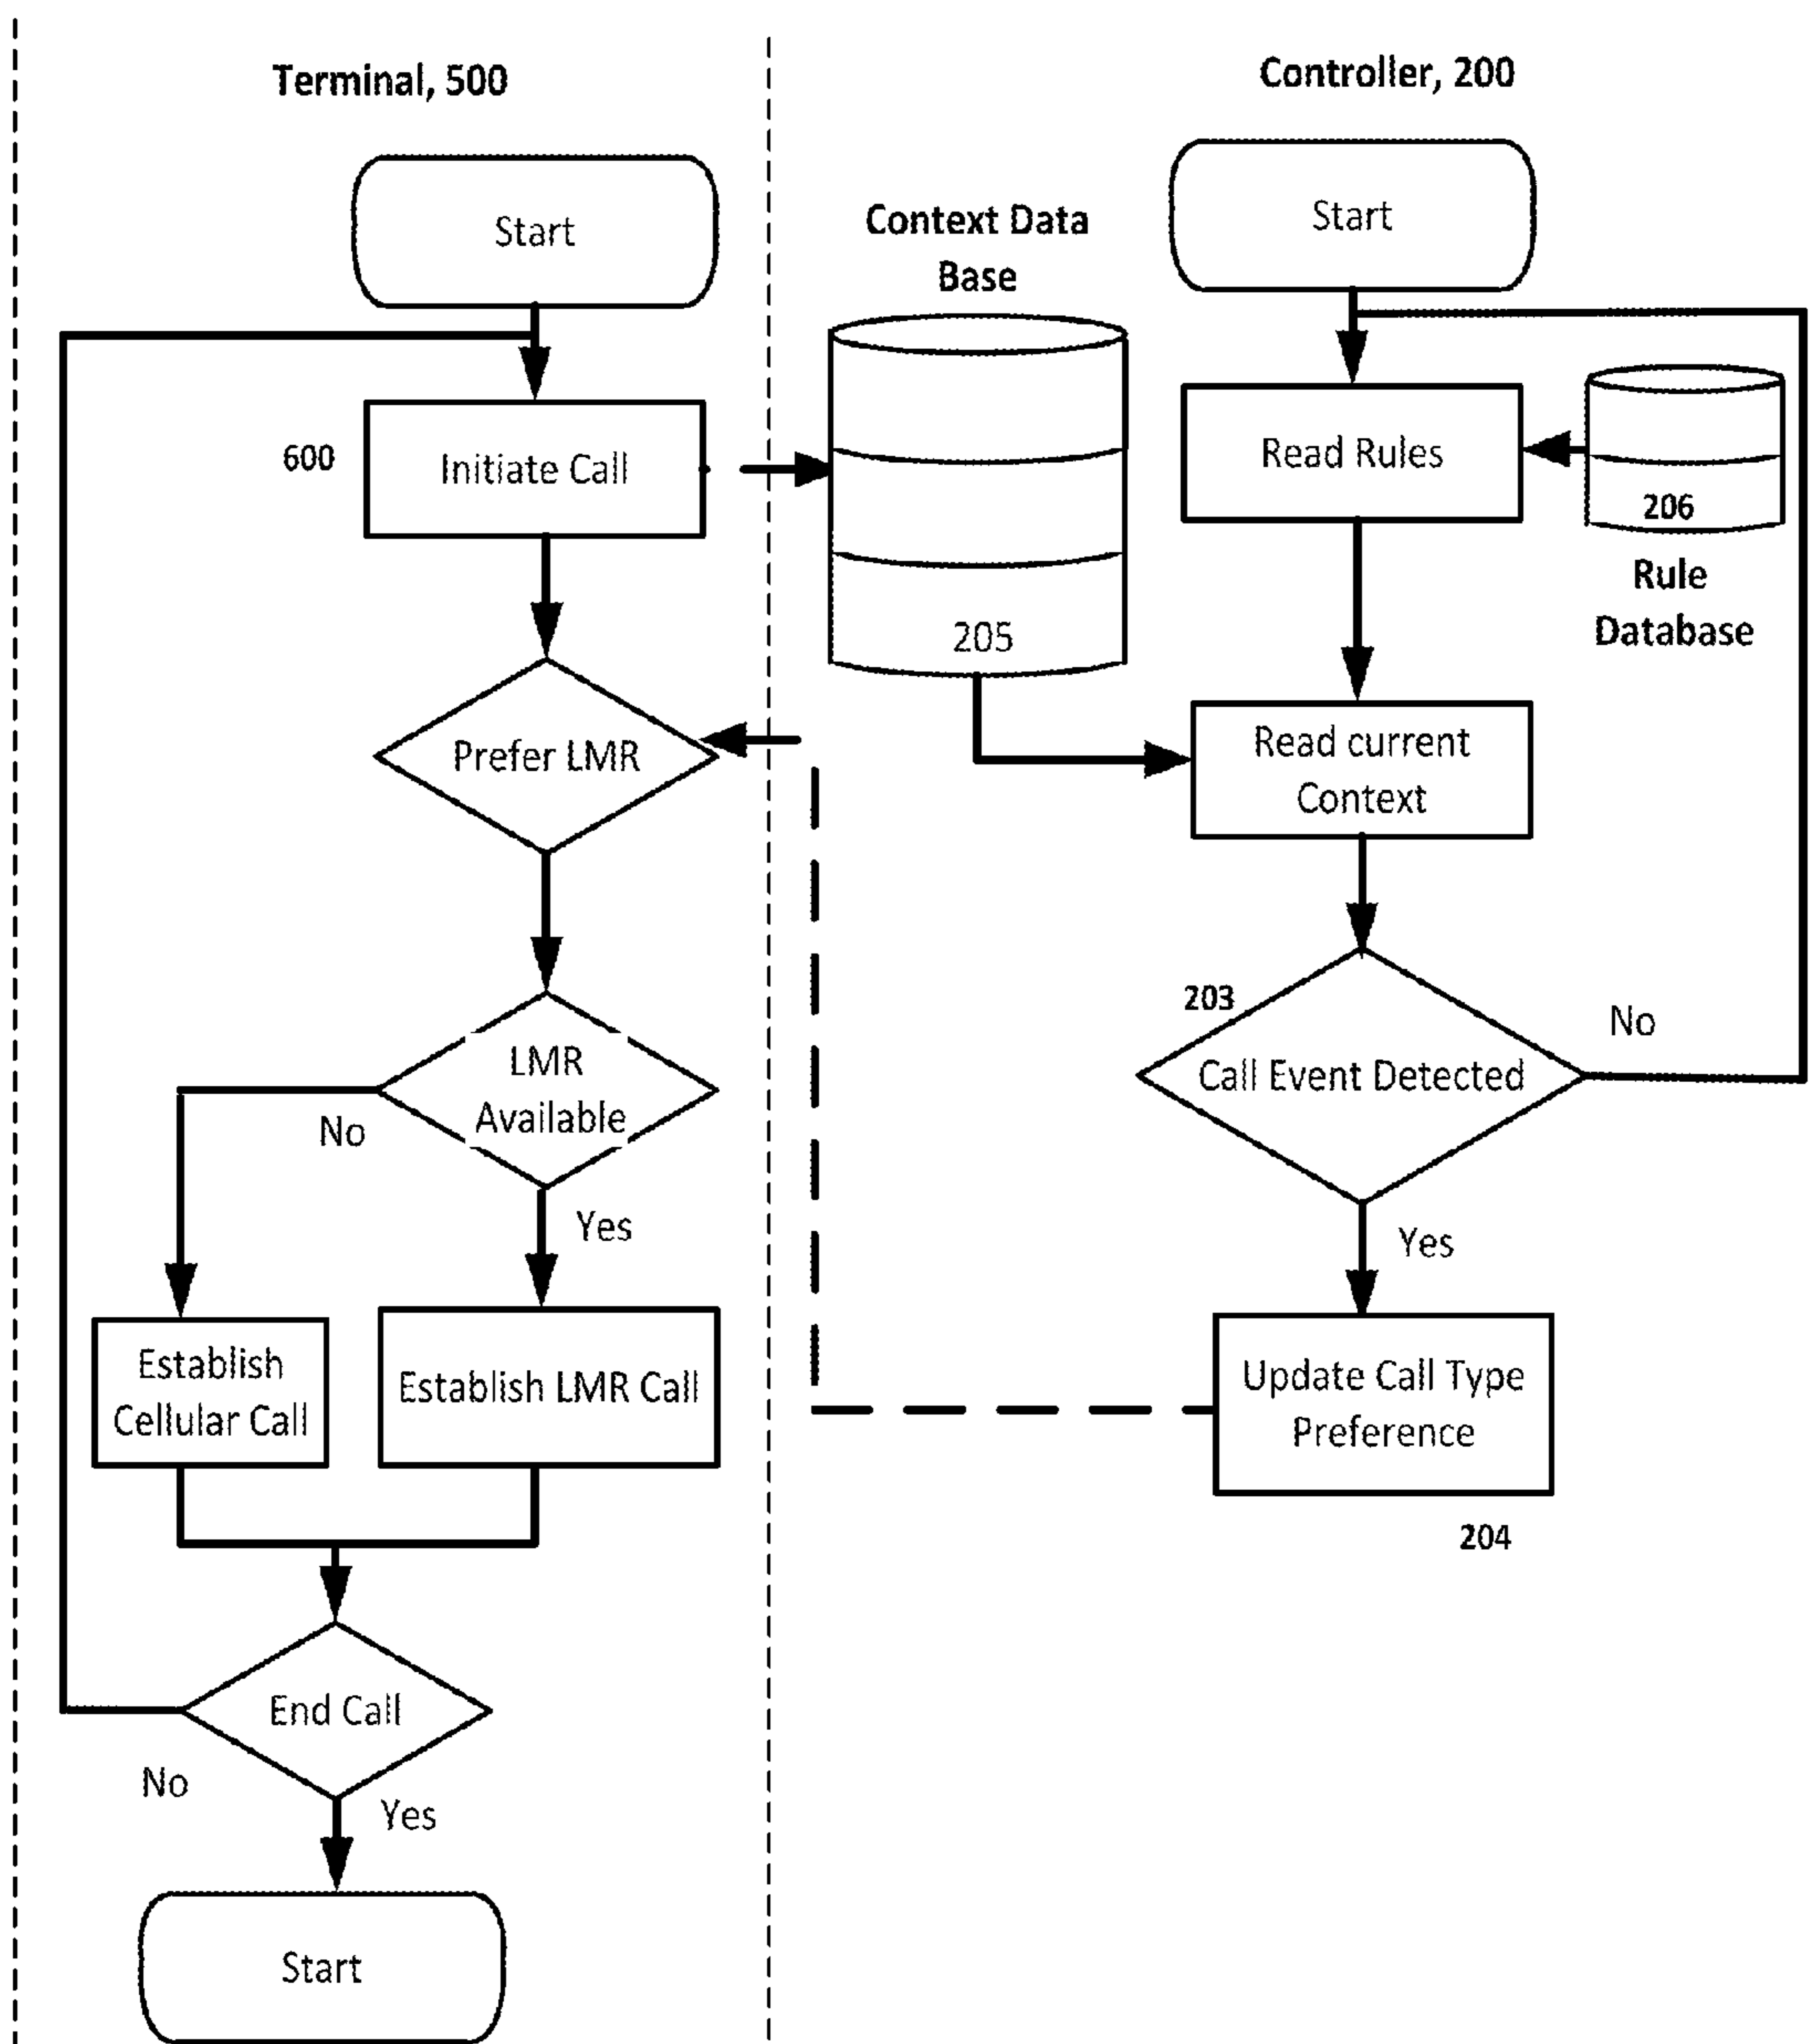 Terminal, 500
Start
600
Initiate Call
Prefer LMR
LMR
Available
No
Yes
Establish
Cellular Call
Establish LMR Call
End Call
No
Yes
Start
Controller, 200
Start
Context Data
Base
205
Read Rules
206
Rule
Database
Read current
Context
203
Call Event Detected
No
Yes
Update Call Type
Preference
204